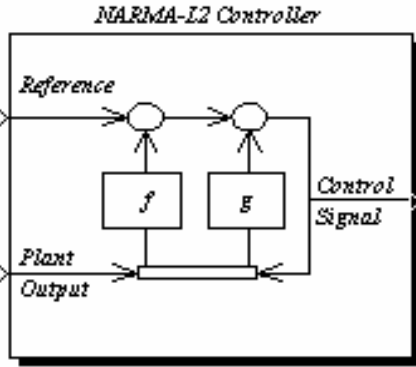 NARMA-L2 Controller
Reference
f
g
Control
Signal
Plant
Output